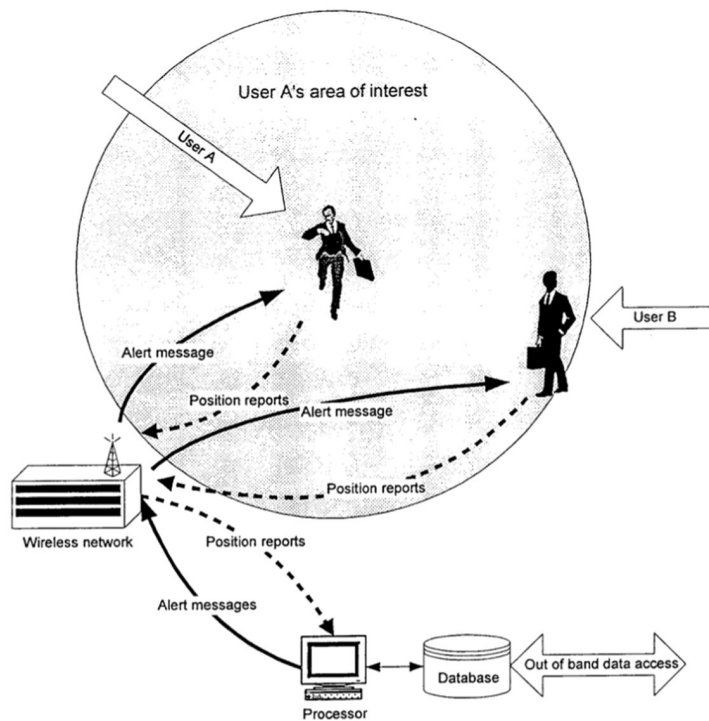 User A's area of interest
User A
User B
Alert message
Position reports
Alert message
Position reports
Wireless network
Position reports
Alert messages
Processor
Database
Out of band data access